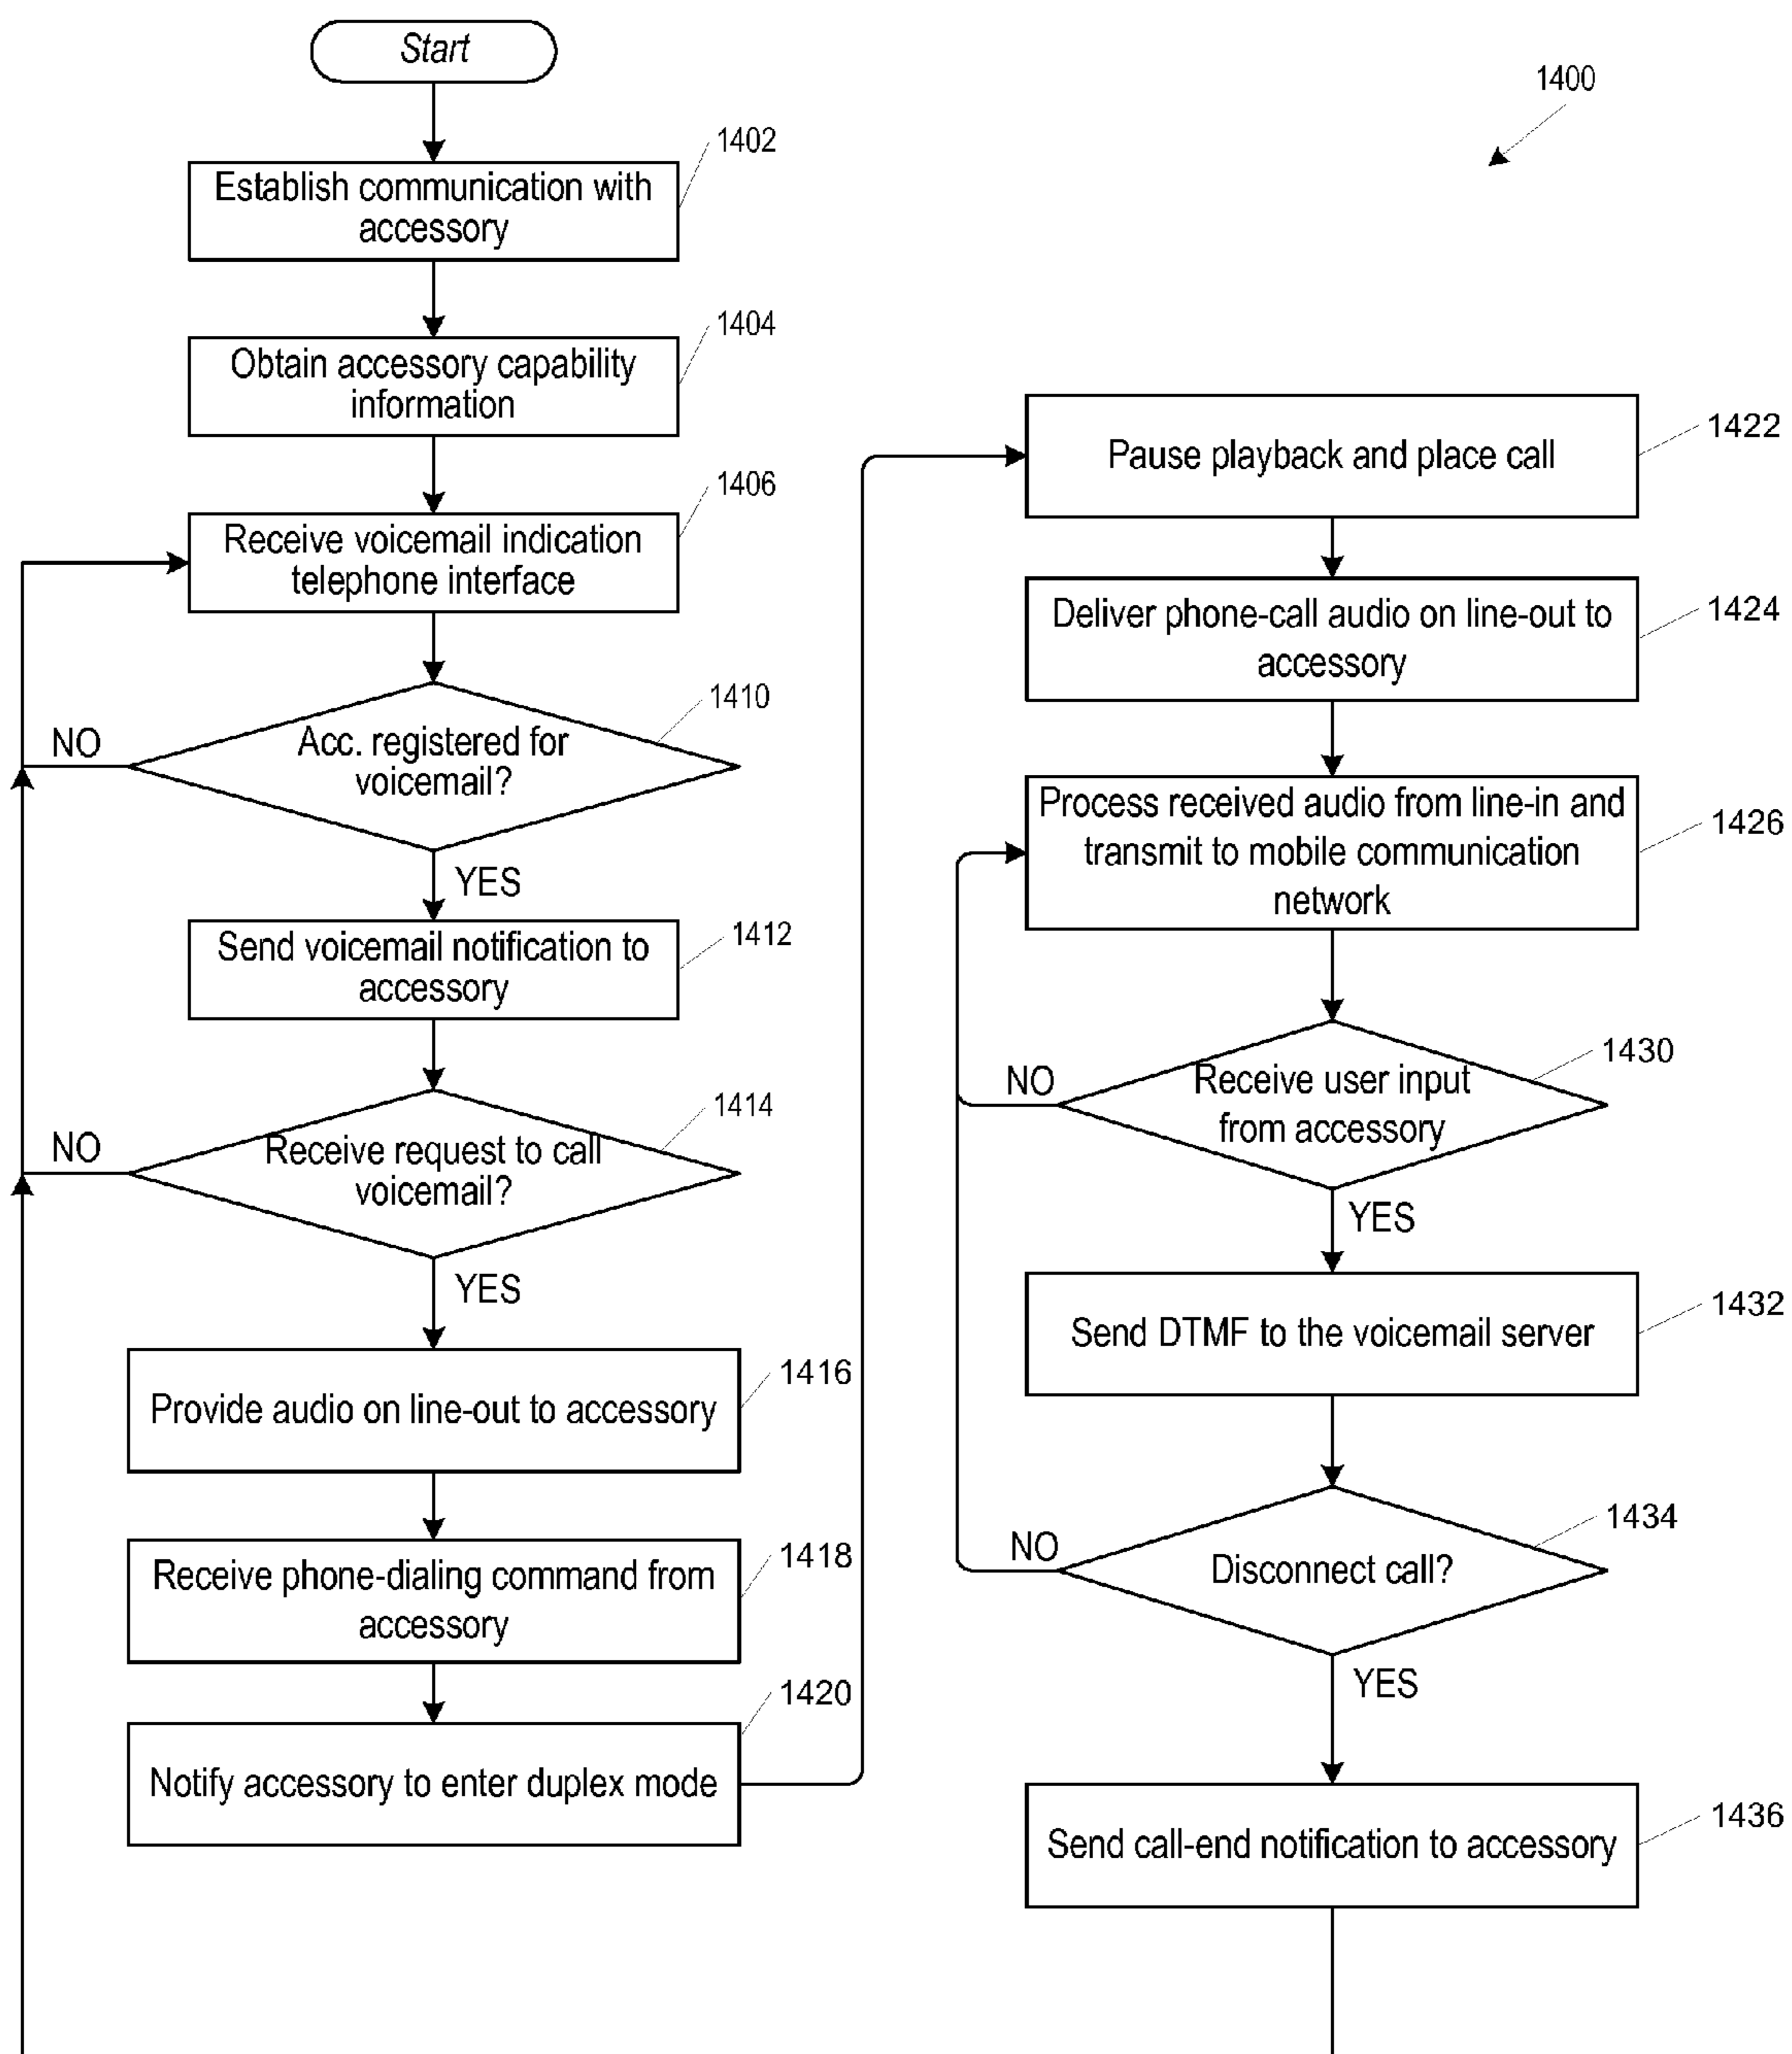 Start
1400
1402
Establish communication with
accessory
1404
Obtain accessory capability
information
1406
Receive voicemail indication
telephone interface
1410
NO
Acc. registered for
voicemail?
YES
1412
Send voicemail notification to
accessory
1414
NO
Receive request to call
voicemail?
YES
1416
Provide audio on line-out to accessory
1418
Receive phone-dialing command from
accessory
1420
Notify accessory to enter duplex mode
1422
Pause playback and place call
1424
Deliver phone-call audio on line-out to
accessory
1426
Process received audio from line-in and
transmit to mobile communication
network
1430
NO
Receive user input
from accessory
YES
1432
Send DTMF to the voicemail server
1434
NO
Disconnect call?
YES
1436
Send call-end notification to accessory